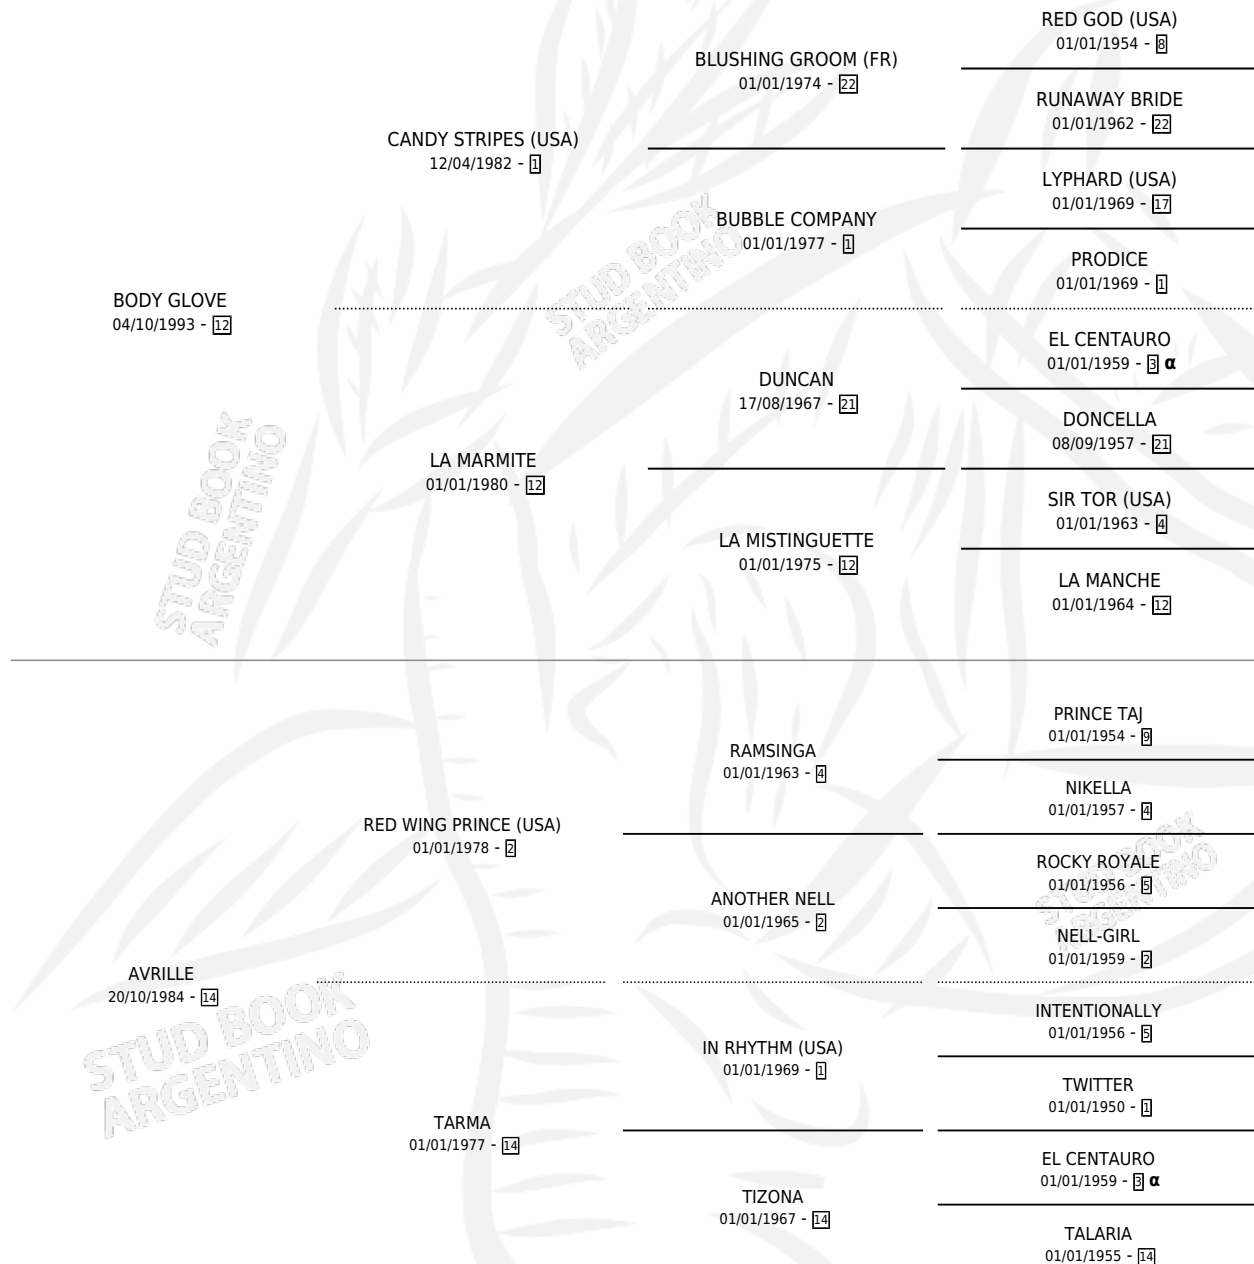 RED GOD (USA)
01/01/1954 - 8
BLUSHING GROOM (FR)
01/01/1974 - 22
RUNAWAY BRIDE
01/01/1962 - 22
CANDY STRIPES (USA)
12/04/1982 - 1
LYPHARD (USA)
01/01/1969 - 17
BUBBLE COMPANY
01/01/1977 - 1
PRODICE
01/01/1969 - 1
BODY GLOVE
04/10/1993 - 12
EL CENTAURO
01/01/1959 - 3 α
DUNCAN
17/08/1967 - 21
DONCELLA
08/09/1957 - 21
LA MARMITE
01/01/1980 - 12
SIR TOR (USA)
01/01/1963 - 4
LA MISTINGUETTE
01/01/1975 - 12
LA MANCHE
01/01/1964 - 12
PRINCE TAJ
01/01/1954 - 9
RAMSINGA
01/01/1963 - 4
NIKELLA
01/01/1957 - 4
RED WING PRINCE (USA)
01/01/1978 - 2
ROCKY ROYALE
01/01/1956 - 5
ANOTHER NELL
01/01/1965 - 2
NELL-GIRL
01/01/1959 - 2
AVRILLE
20/10/1984 - 14
INTENTIONALLY
01/01/1956 - 5
IN RHYTHM (USA)
01/01/1969 - 1
TWITTER
01/01/1950 - 1
TARMA
01/01/1977 - 14
EL CENTAURO
01/01/1959 - 3 α
TIZONA
01/01/1967 - 14
TALARIA
01/01/1955 - 14
STUD BOOK
ARGENTINO
STUD BOOK
ARGENTINO
STUD BOOK
ARGENTINO
STUD BOOK
ARGENTINO